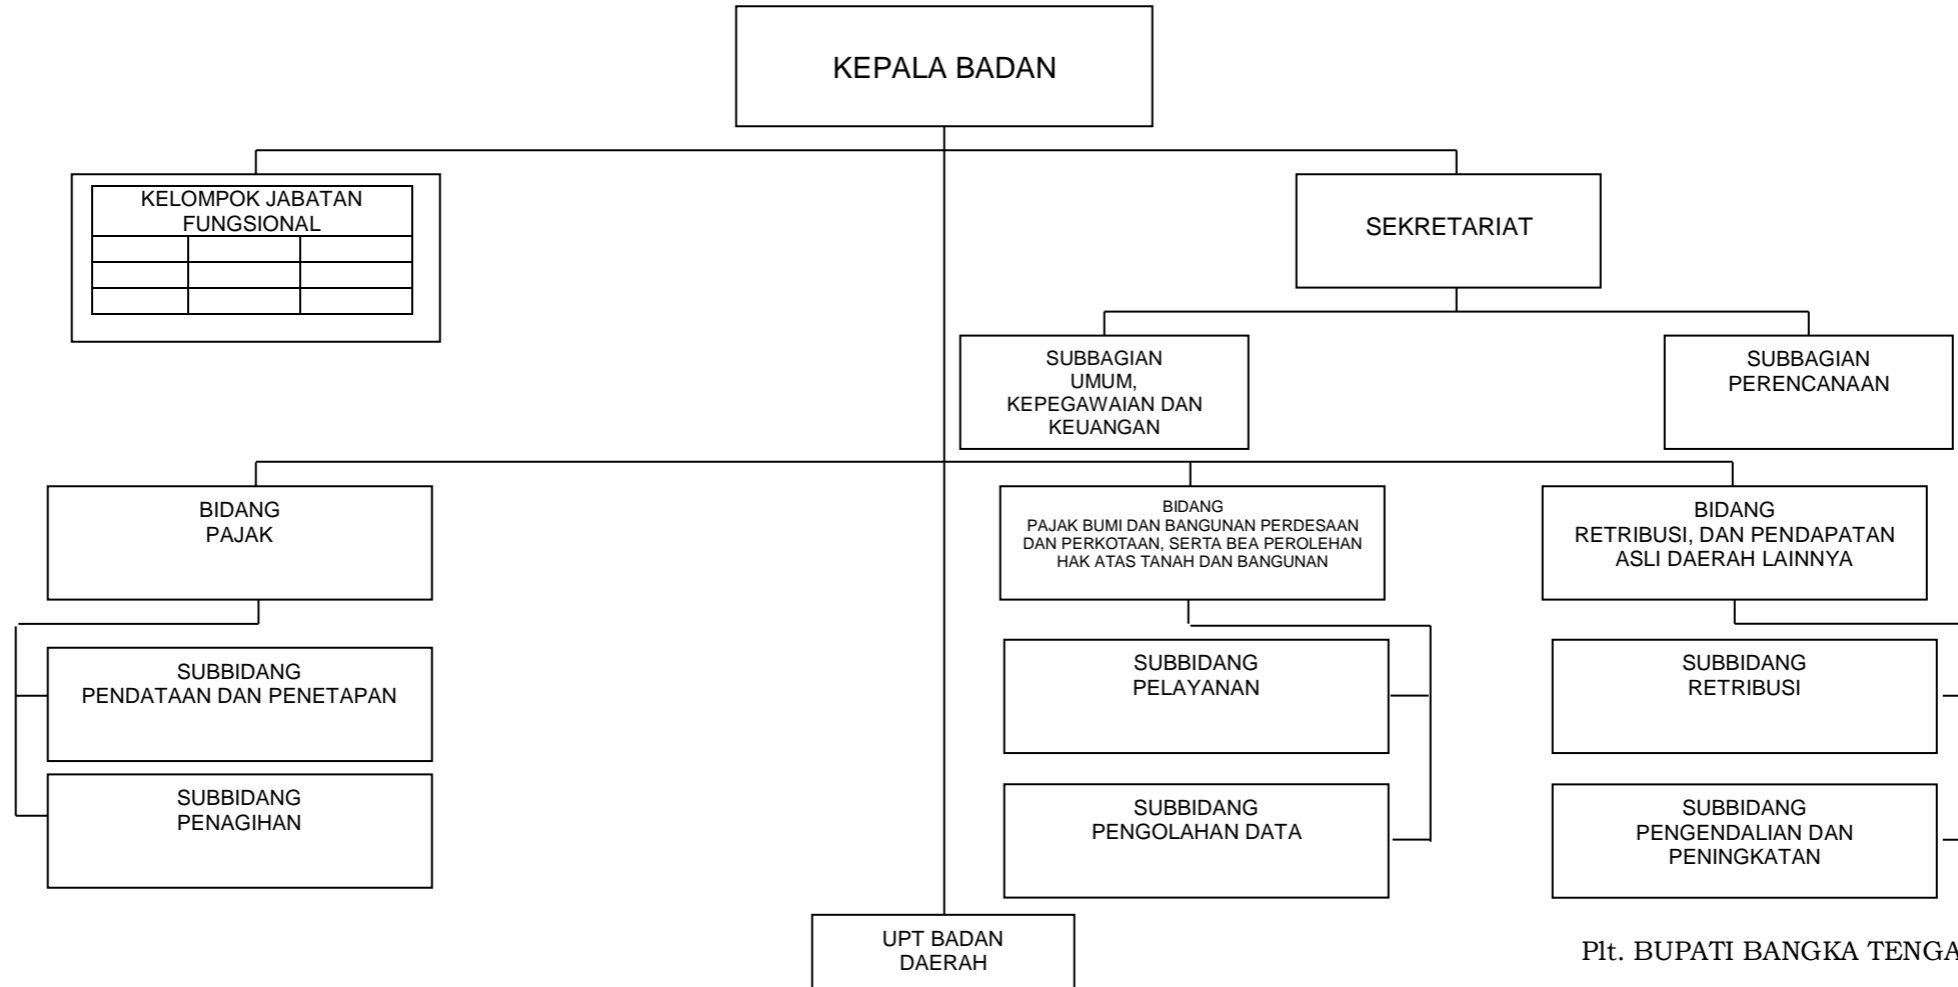 KEPALA BADAN
KELOMPOK JABATAN
FUNGSIONAL
SEKRETARIAT
SUBBAGIAN
UMUM,
KEPEGAWAIAN DAN
KEUANGAN
SUBBAGIAN
PERENCANAAN
BIDANG
PAJAK
BIDANG
PAJAK BUMI DAN BANGUNAN PERDESAAN
DAN PERKOTAAN, SERTA BEA PEROLEHAN
HAK ATAS TANAH DAN BANGUNAN
BIDANG
RETRIBUSI, DAN PENDAPATAN
ASLI DAERAH LAINNYA
SUBBIDANG
PENDATAAN DAN PENETAPAN
SUBBIDANG
PELAYANAN
SUBBIDANG
RETRIBUSI
SUBBIDANG
PENAGIHAN
SUBBIDANG
PENGOLAHAN DATA
SUBBIDANG
PENGENDALIAN DAN
PENINGKATAN
UPT BADAN
DAERAH
Plt. BUPATI BANGKA TENGA